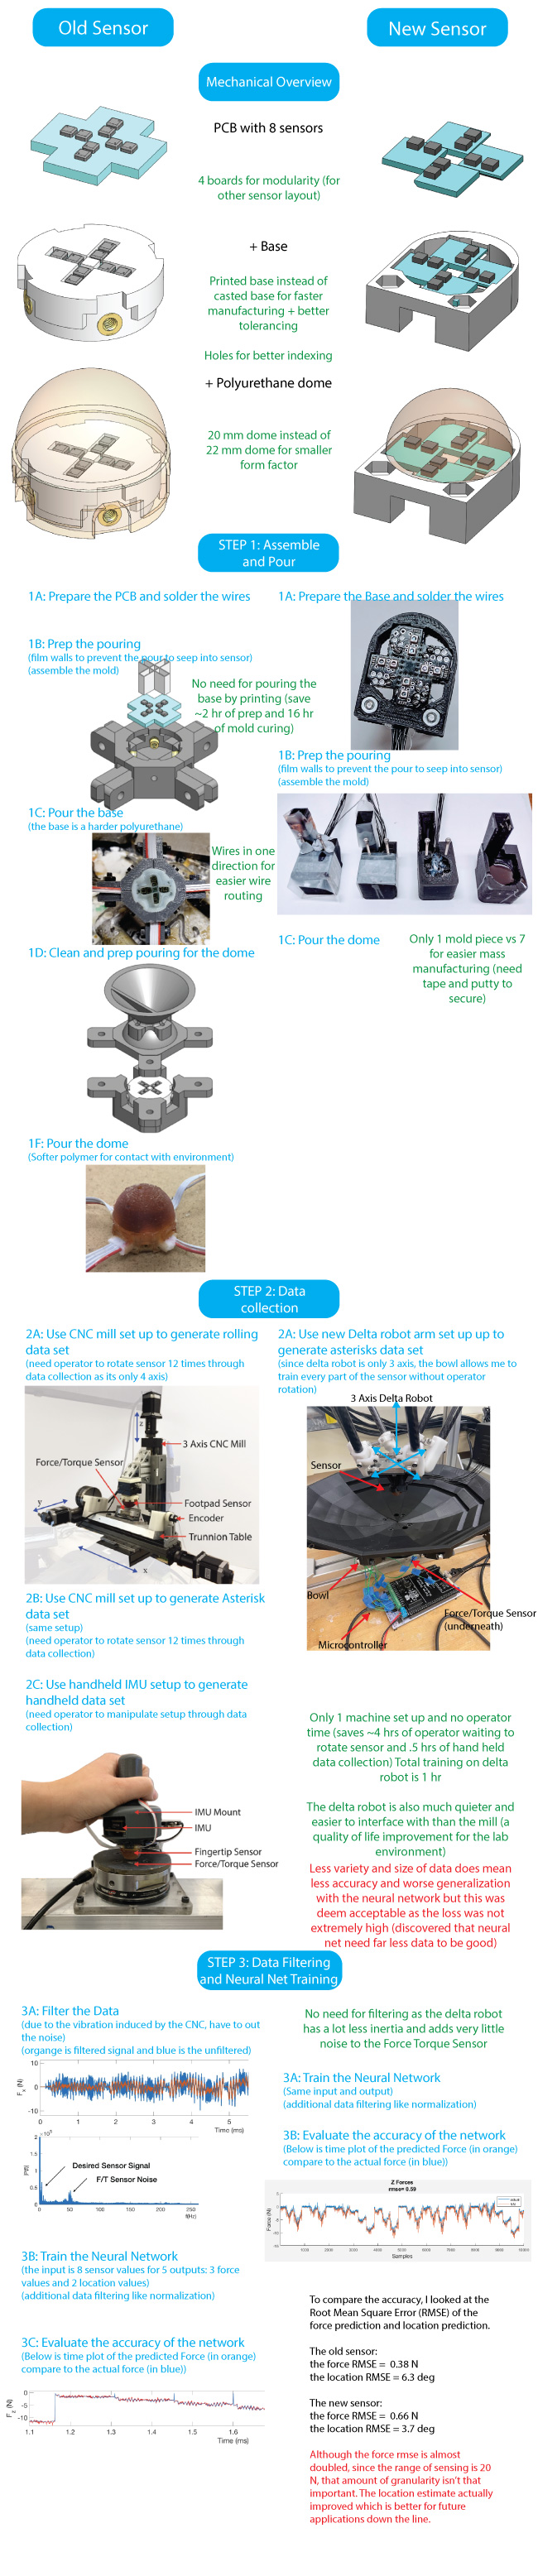 Old Sensor
New Sensor
Mechanical Overview
PCB with 8 sensors
4 boards for modularity (for
other sensor layout)
+ Base
Printed base instead of
casted base for faster
manufacturing + better
tolerancing
Holes for better indexing
+ Polyurethane dome
20 mm dome instead of
22 mm dome for smaller
form factor
STEP 1: Assemble
and Pour
1A: Prepare the PCB and solder the wires
1B: Prep the pouring
(film walls to prevent the pour to seep into sensor)
(assemble the mold)
No need for pouring the
base by printing (save
~2 hr of prep and 16 hr
of mold curing)
1C: Pour the base
(the base is a harder polyurethane)
Wires in one
direction for
easier wire
routing
1D: Clean and prep pouring for the dome
1F: Pour the dome
(Softer polymer for contact with environment)
1A: Prepare the Base and solder the wires
1B: Prep the pouring
(film walls to prevent the pour to seep into sensor)
(assemble the mold)
1C: Pour the dome
Only 1 mold piece vs 7
for easier mass
manufacturing (need
tape and putty to
secure)
STEP 2: Data
collection
2A: Use CNC mill set up to generate rolling
data set
(need operator to rotate sensor 12 times through
data collection as its only 4 axis)
z
3 Axis CNC Mill
Force/Torque Sensor
y
Footpad Sensor
Encoder
Trunnion Table
x
2B: Use CNC mill set up to generate Asterisk
data set
(same setup)
(need operator to rotate sensor 12 times through
data collection)
2C: Use handheld IMU setup to generate
handheld data set
(need operator to manipulate setup through data
collection)
IMU Mount
IMU
Fingertip Sensor
Force/Torque Sensor
2A: Use new Delta robot arm set up up to
generate asterisks data set
(since delta robot is only 3 axis, the bowl allows me to
train every part of the sensor without operator
rotation)
3 Axis Delta Robot
Sensor
Bowl
Force/Torque Sensor
(underneath)
Microcontroller
Only 1 machine set up and no operator
time (saves ~4 hrs of operator waiting to
rotate sensor and .5 hrs of hand held
data collection) Total training on delta
robot is 1 hr
The delta robot is also much quieter and
easier to interface with than the mill (a
quality of life improvement for the lab
environment)
Less variety and size of data does mean
less accuracy and worse generalization
with the neural network but this was
deem acceptable as the loss was not
extremely high (discovered that neural
net need far less data to be good)
STEP 3: Data Filtering
and Neural Net Training
3A: Filter the Data
(due to the vibration induced by the CNC, have to out
the noise)
(organge is filtered signal and blue is the unfiltered)
10
0
-10
0 1 2 3 4 5
Time (ms)
Desired Sensor Signal
F/T Sensor Noise
0 50 100 150 200 250
f(Hz)
3B: Train the Neural Network
(the input is 8 sensor values for 5 outputs: 3 force
values and 2 location values)
(additional data filtering like normalization)
3C: Evaluate the accuracy of the network
(Below is time plot of the predicted Force (in orange)
compare to the actual force (in blue))
0
-5
-10
1.1 1.2 1.3 1.4 1.5 1.6
Time (ms)
No need for filtering as the delta robot
has a lot less inertia and adds very little
noise to the Force Torque Sensor
3A: Train the Neural Network
(Same input and output)
(additional data filtering like normalization)
3B: Evaluate the accuracy of the network
(Below is time plot of the predicted Force (in orange)
compare to the actual force (in blue))
Z Forces
rmse= 0.59
Force (N)
Samples
To compare the accuracy, I looked at the
Root Mean Square Error (RMSE) of the
force prediction and location prediction.
The old sensor:
the force RMSE = 0.38 N
the location RMSE = 6.3 deg
The new sensor:
the force RMSE = 0.66 N
the location RMSE = 3.7 deg
Although the force rmse is almost
doubled, since the range of sensing is 20
N, that amount of granularity isn't that
important. The location estimate actually
improved which is better for future
applications down the line.